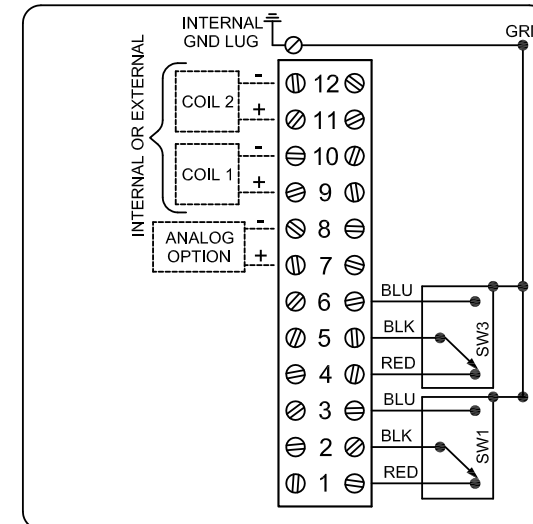 INTERNAL
GND LUG
INTERNAL OR EXTERNAL
COIL 2
-
+
COIL 1
-
+
ANALOG
OPTION
-
+
12
11
10
9
8
7
6
5
4
3
2
1
BLU
BLK
RED
SW3
BLU
BLK
RED
SW1